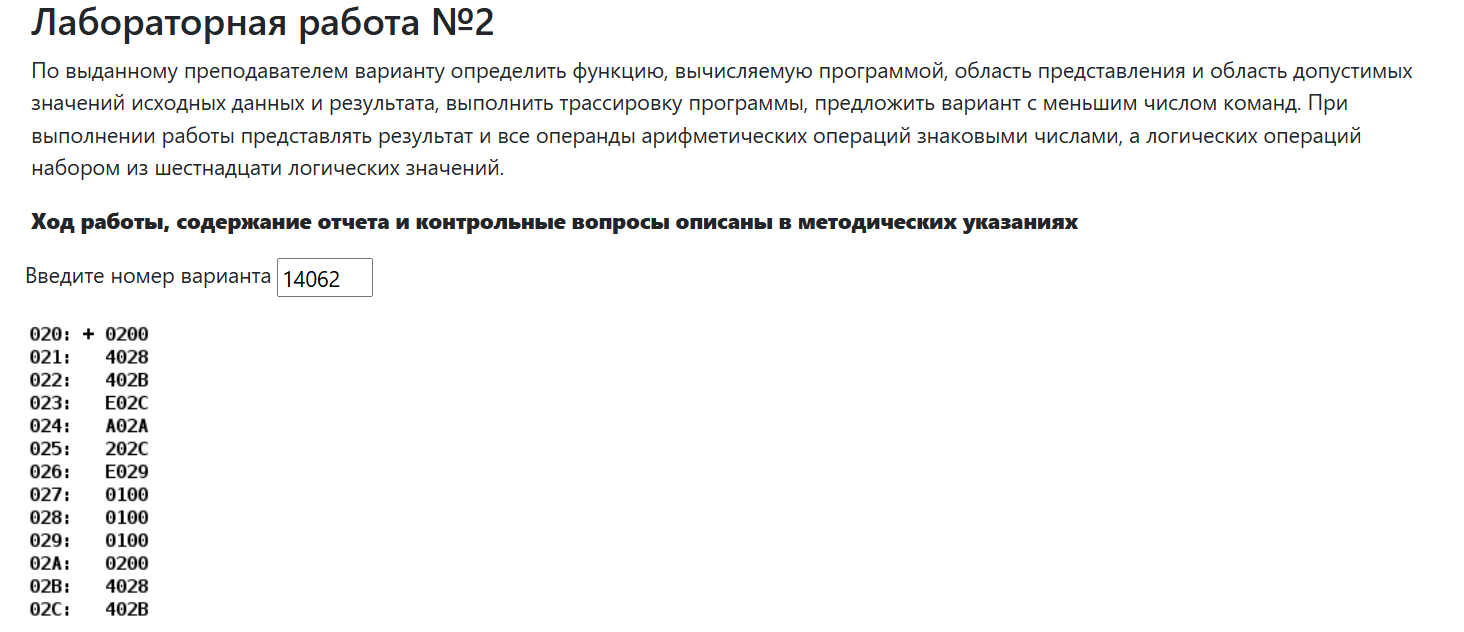 Лабораторная работа №2
По выданному преподавателем варианту определить функцию, вычисляемую программой, область представления и область допустимых
значений исходных данных и результата, выполнить трассировку программы, предложить вариант с меньшим числом команд. При
выполнении работы представлять результат и все операнды арифметических операций знаковыми числами, а логических операций
набором из шестнадцати логических значений.
Ход работы, содержание отчета и контрольные вопросы описаны в методических указаниях
Введите номер варианта 14062
020: + 0200
021: 4028
022: 402B
023: E02C
024: A02A
025: 202C
026: E029
027: 0100
028: 0100
029: 0100
02A: 0200
02B: 4028
02C: 402B